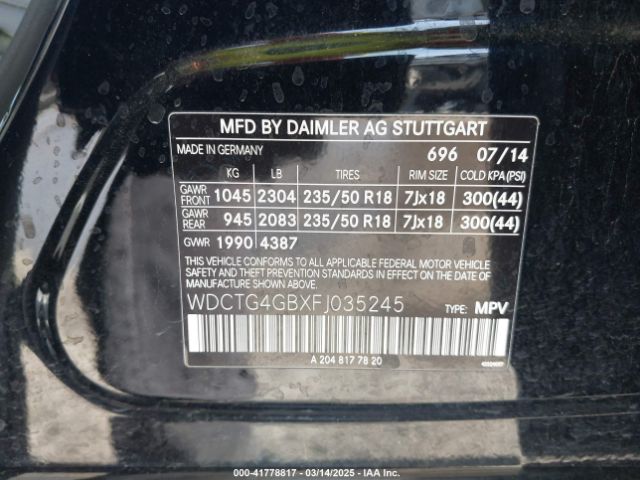 MFD BY DAIMLER AG STUTTGART
MADE IN GERMANY 696 07/14
KG LB TIRES RIM SIZE COLD KPA(PSI)
GAWR FRONT 1045 2304 235/50 R18 7Jx18 300(44)
GAWR REAR 945 2083 235/50 R18 7Jx18 300(44)
GVWR 1990 4387
THIS VEHICLE CONFORMS TO ALL APPLICABLE FEDERAL MOTOR VEHICLE
SAFETY, BUMPER, AND THEFT PREVENTION STANDARDS IN
EFFECT ON THE DATE OF MANUFACTURE SHOWN ABOVE.
WDCTG4GBXFJ035245 TYPE: MPV
A 204 817 78 20
000-41778817 - 03/14/2025 - IAA Inc.